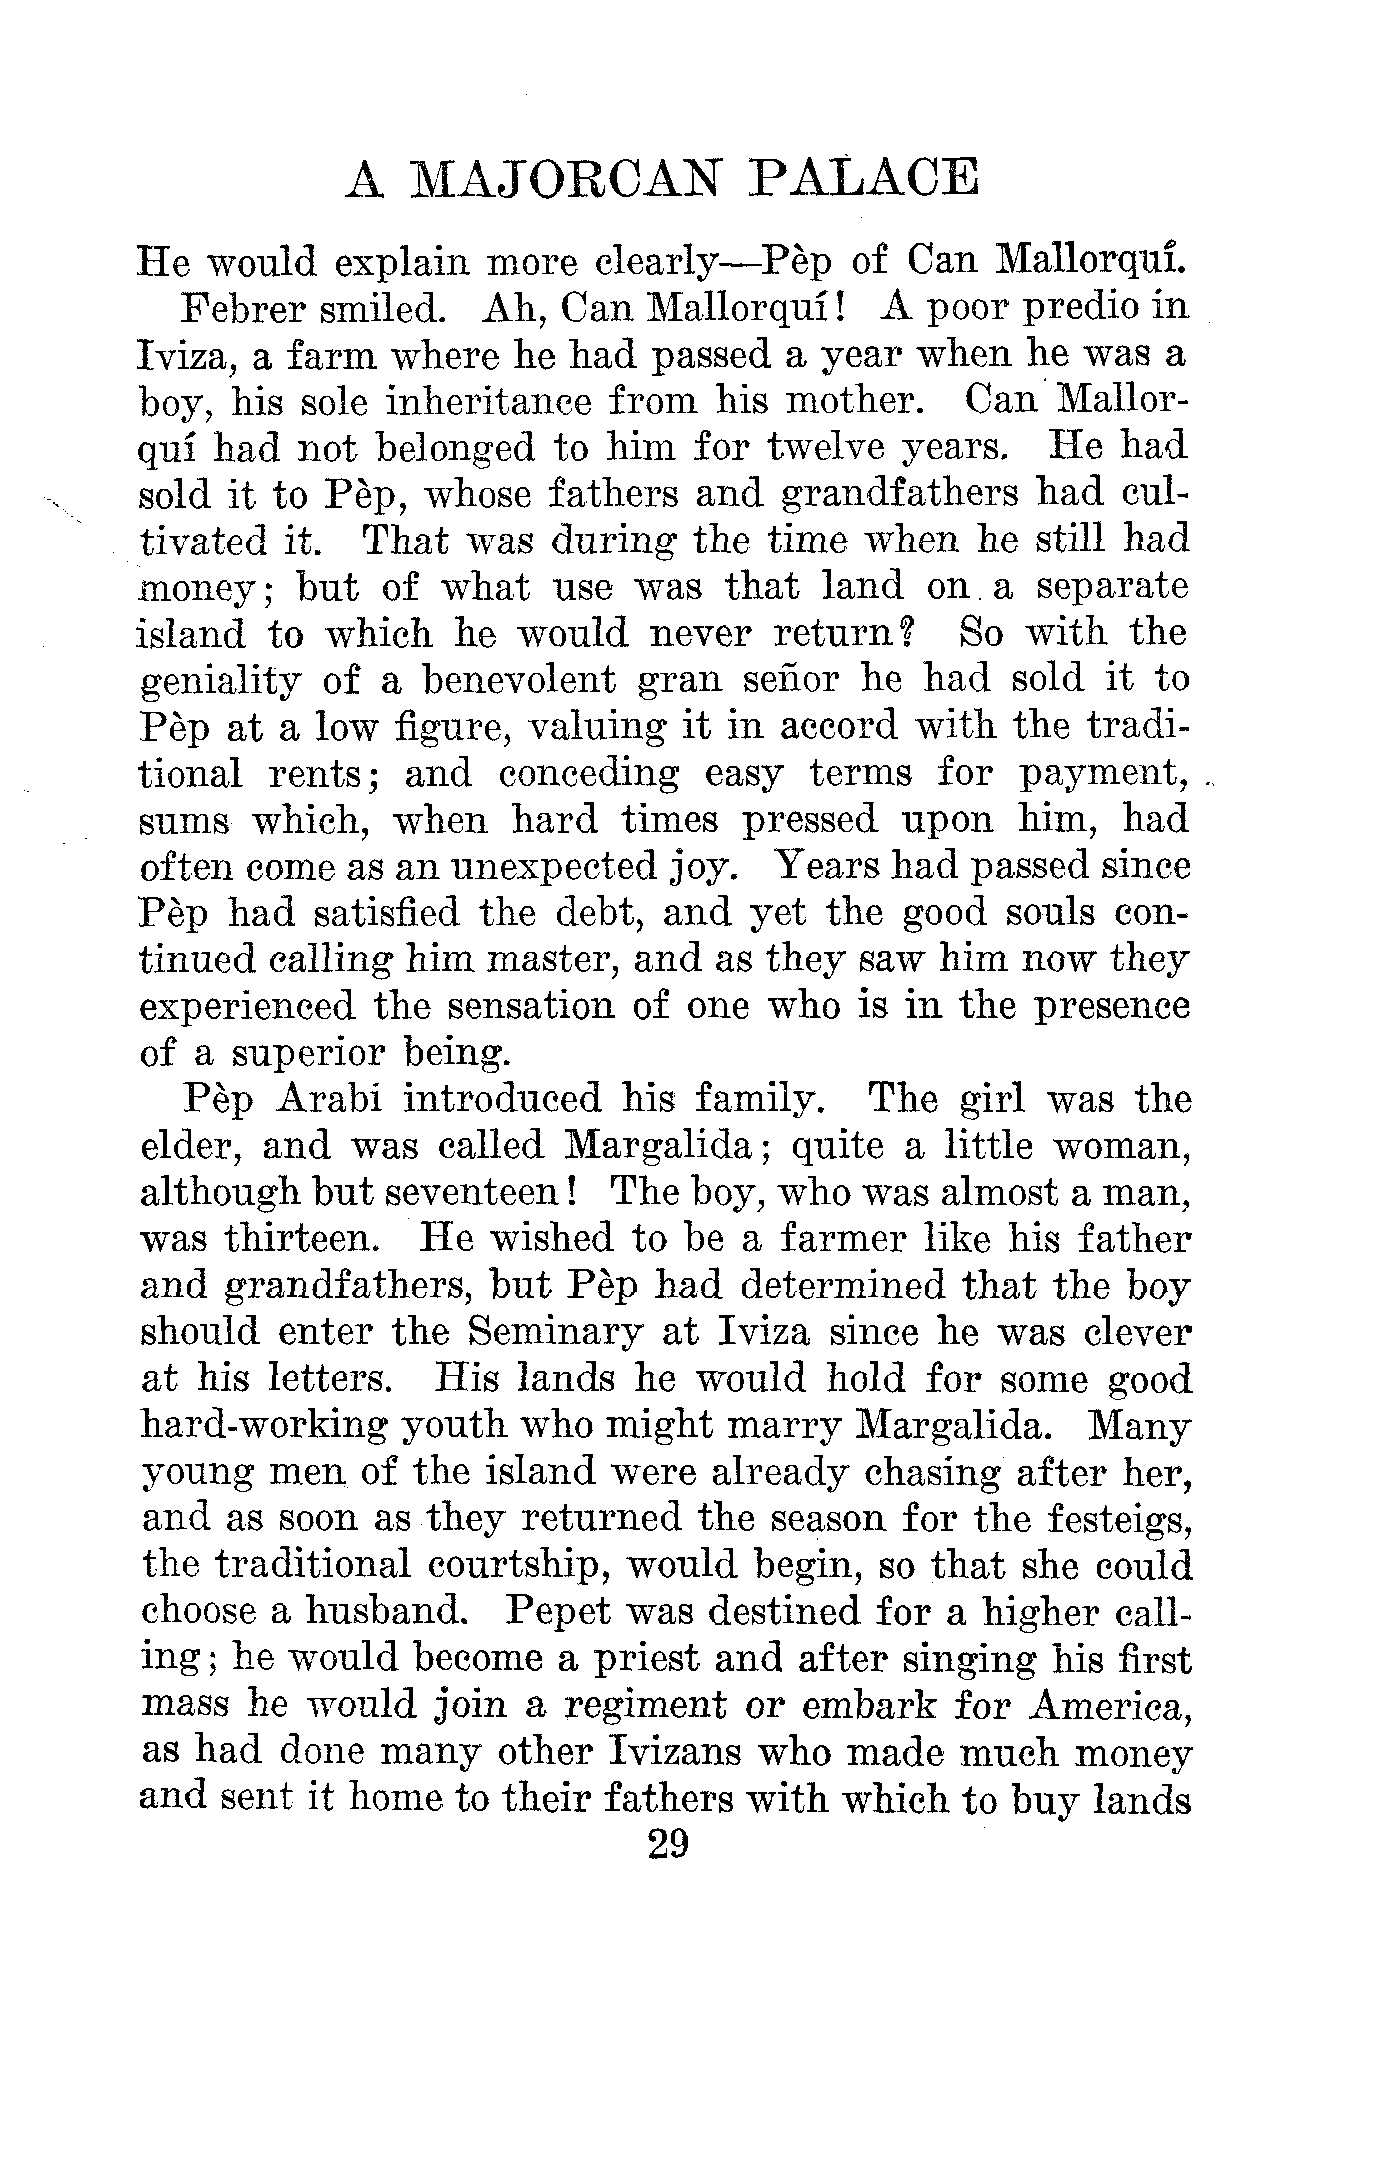 A MAJORCAN PALACE
He would explain more clearly—Pèp of Can Mallorquí.
Febrer smiled. Ah, Can Mallorquí! A poor predio in
Iviza, a farm where he had passed a year when he was a
boy, his sole inheritance from his mother. Can Mallor-
quí had not belonged to him for twelve years. He had
sold it to Pèp, whose fathers and grandfathers had cul-
tivated it. That was during the time when he still had
money; but of what use was that land on a separate
island to which he would never return? So with the
geniality of a benevolent gran señor he had sold it to
Pèp at a low figure, valuing it in accord with the tradi-
tional rents; and conceding easy terms for payment,
sums which, when hard times pressed upon him, had
often come as an unexpected joy. Years had passed since
Pèp had satisfied the debt, and yet the good souls con-
tinued calling him master, and as they saw him now they
experienced the sensation of one who is in the presence
of a superior being.
Pèp Arabi introduced his family. The girl was the
elder, and was called Margalida; quite a little woman,
although but seventeen! The boy, who was almost a man,
was thirteen. He wished to be a farmer like his father
and grandfathers, but Pèp had determined that the boy
should enter the Seminary at Iviza since he was clever
at his letters. His lands he would hold for some good
hard-working youth who might marry Margalida. Many
young men of the island were already chasing after her,
and as soon as they returned the season for the festeigs,
the traditional courtship, would begin, so that she could
choose a husband. Pepet was destined for a higher call-
ing; he would become a priest and after singing his first
mass he would join a regiment or embark for America,
as had done many other Ivizans who made much money
and sent it home to their fathers with which to buy lands
29